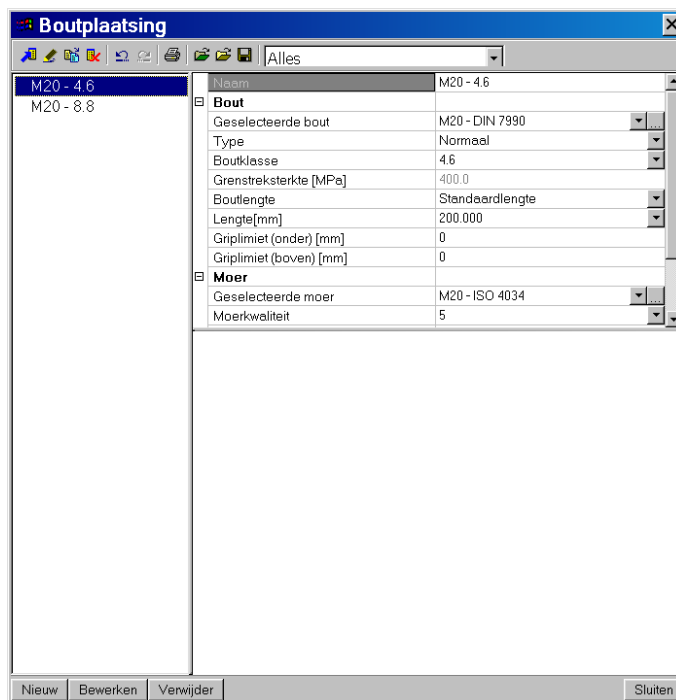 Boutplaatsing
Alles
M20 - 4.6
M20 - 8.8
Naam M20 - 4.6
Bout
Geselecteerde bout M20 - DIN 7990 ...
Type Normaal
Boutklasse 4.6
Grenstreksterkte [MPa] 400.0
Boutlengte Standaardlengte
Lengte[mm] 200.000
Griplimiet (onder) [mm] 0
Griplimiet (boven) [mm] 0
Moer
Geselecteerde moer M20 - ISO 4034 ...
Moerkwaliteit 5
Nieuw Bewerken Verwijder Sluiten